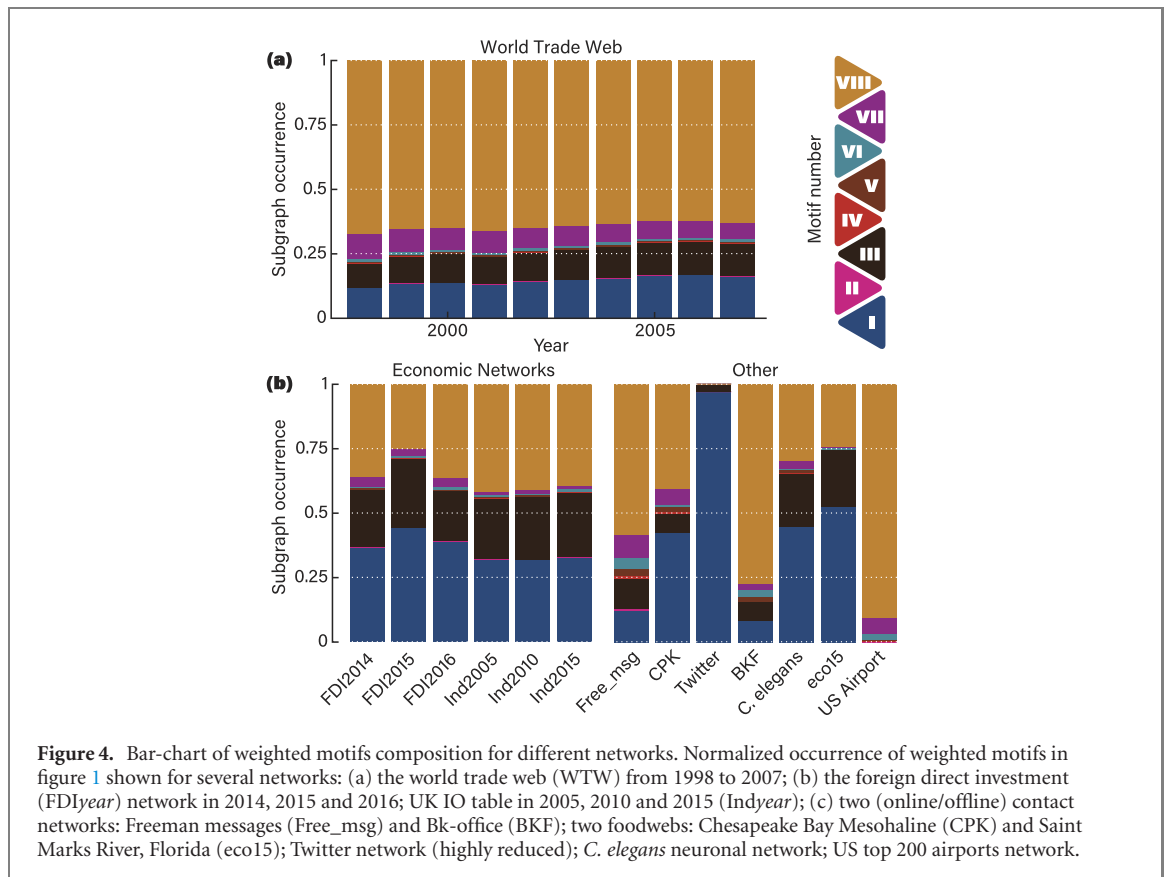 (a)
World Trade Web
1
0.75
0.5
0.25
0
Subgraph occurrence
2000
2005
Year
Motif number
VIII
VII
VI
V
IV
III
II
I
(b)
Economic Networks
Other
1
0.75
0.5
0.25
0
Subgraph occurrence
FDI2014
FDI2015
FDI2016
Ind2005
Ind2010
Ind2015
Free_msg
CPK
Twitter
BKF
C. elegans
eco15
US Airport
Figure 4. Bar-chart of weighted motifs composition for different networks. Normalized occurrence of weighted motifs in
figure 1 shown for several networks: (a) the world trade web (WTW) from 1998 to 2007; (b) the foreign direct investment
(FDIyear) network in 2014, 2015 and 2016; UK IO table in 2005, 2010 and 2015 (Indyear); (c) two (online/offline) contact
networks: Freeman messages (Free_msg) and Bk-office (BKF); two foodwebs: Chesapeake Bay Mesohaline (CPK) and Saint
Marks River, Florida (eco15); Twitter network (highly reduced); C. elegans neuronal network; US top 200 airports network.